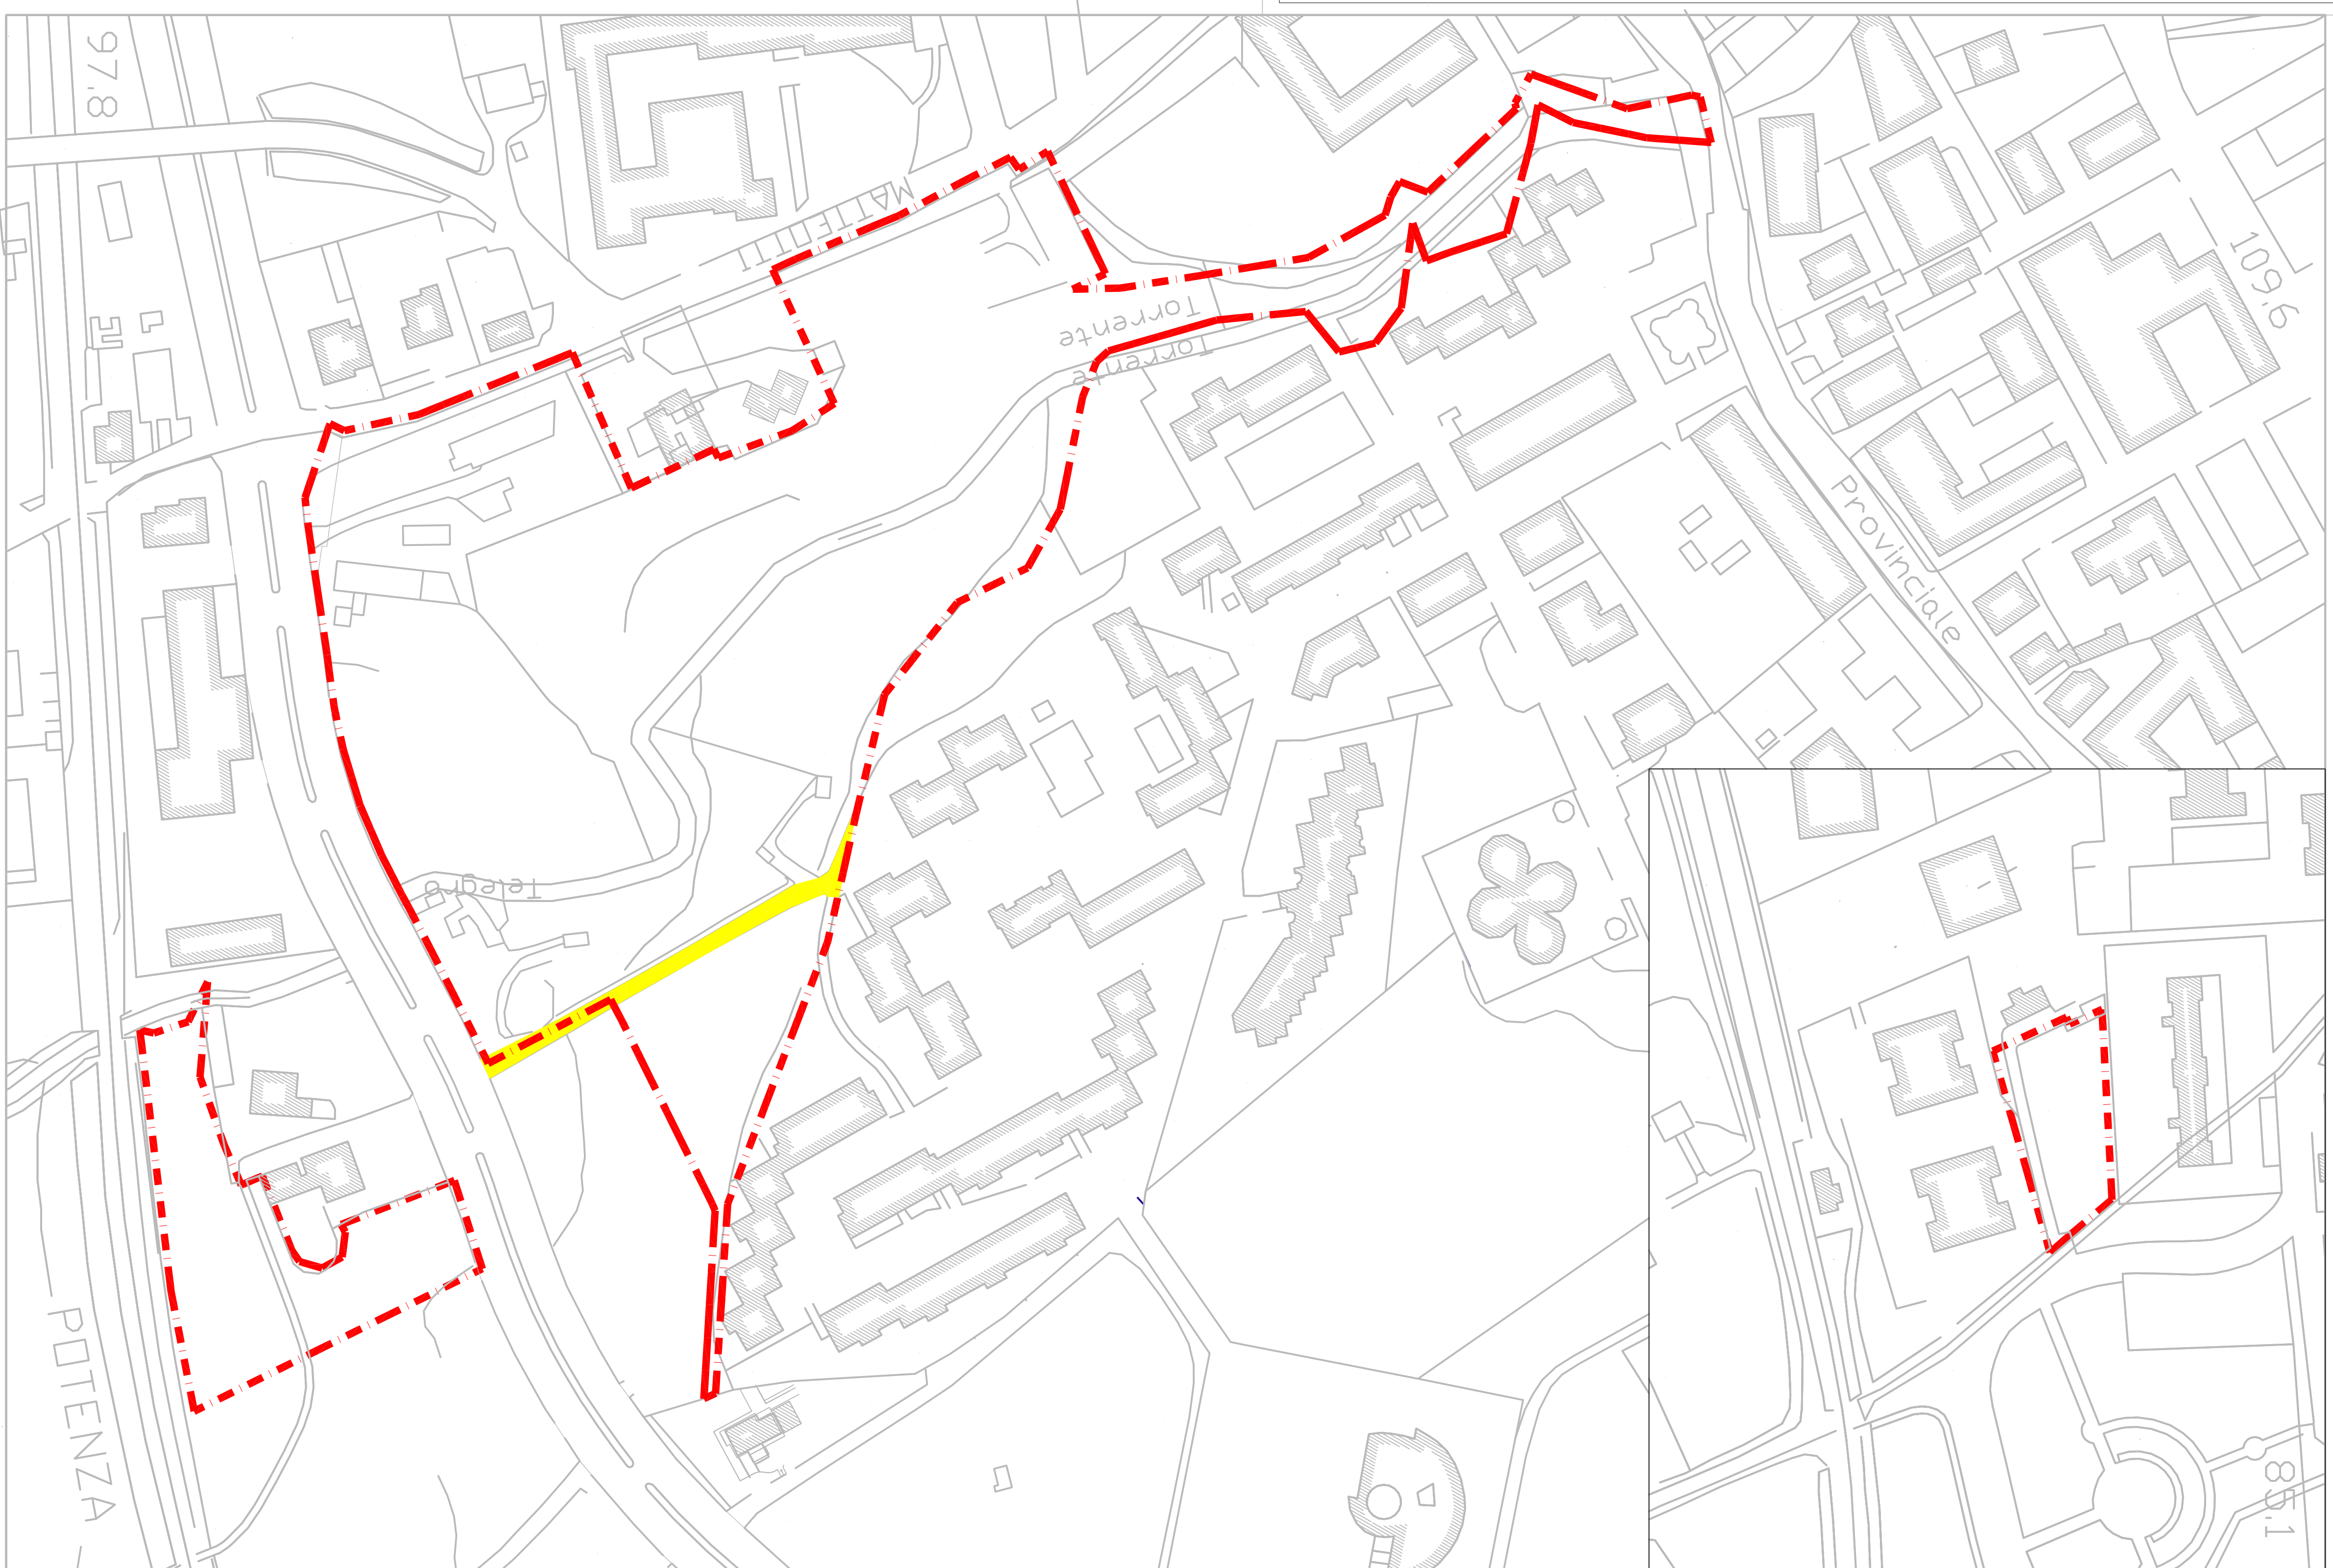 97.8
MATTEOTTI
Torrente
Torrente
109.6
Provinciale
Telegro
POTENZA
85.1